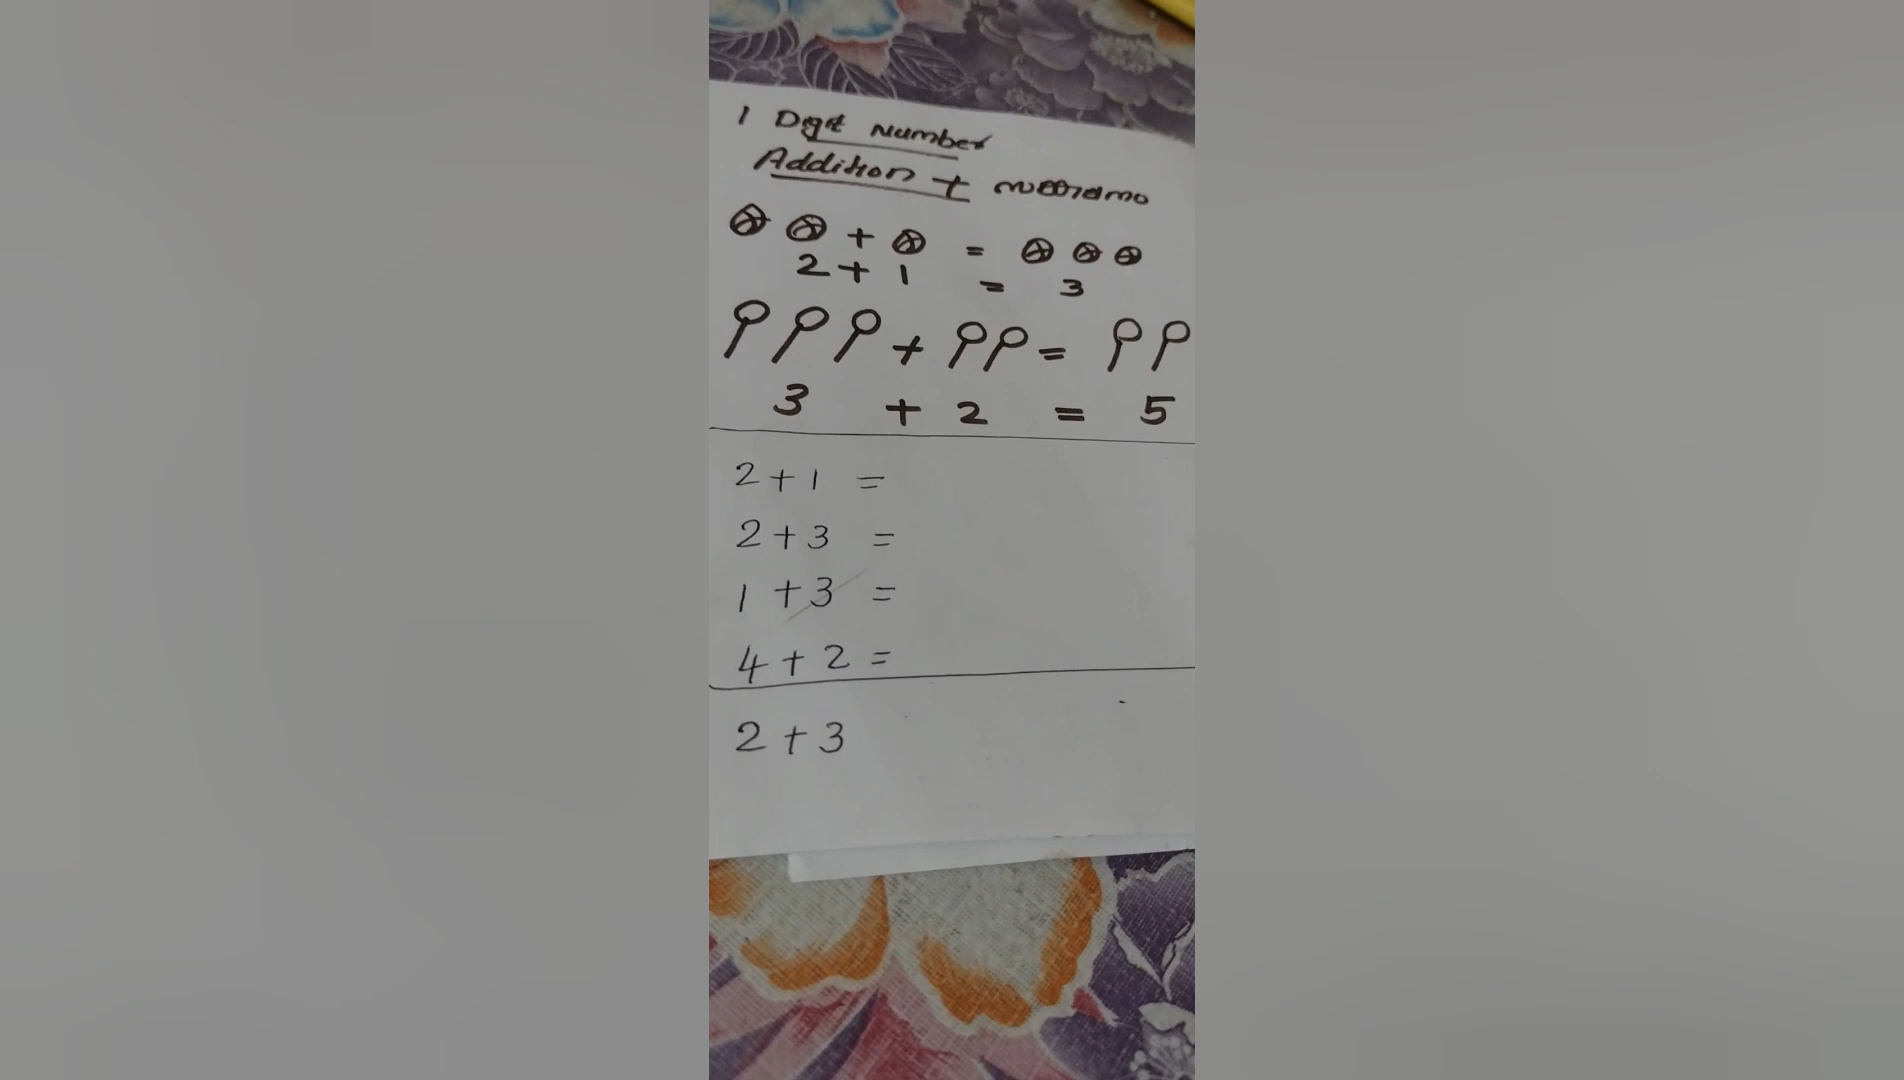 1 Digit Number
Addition +
2 + 1 = 3
3 + 2 = 5
2 + 1 =
2 + 3 =
1 + 3 =
4 + 2 =
2 + 3